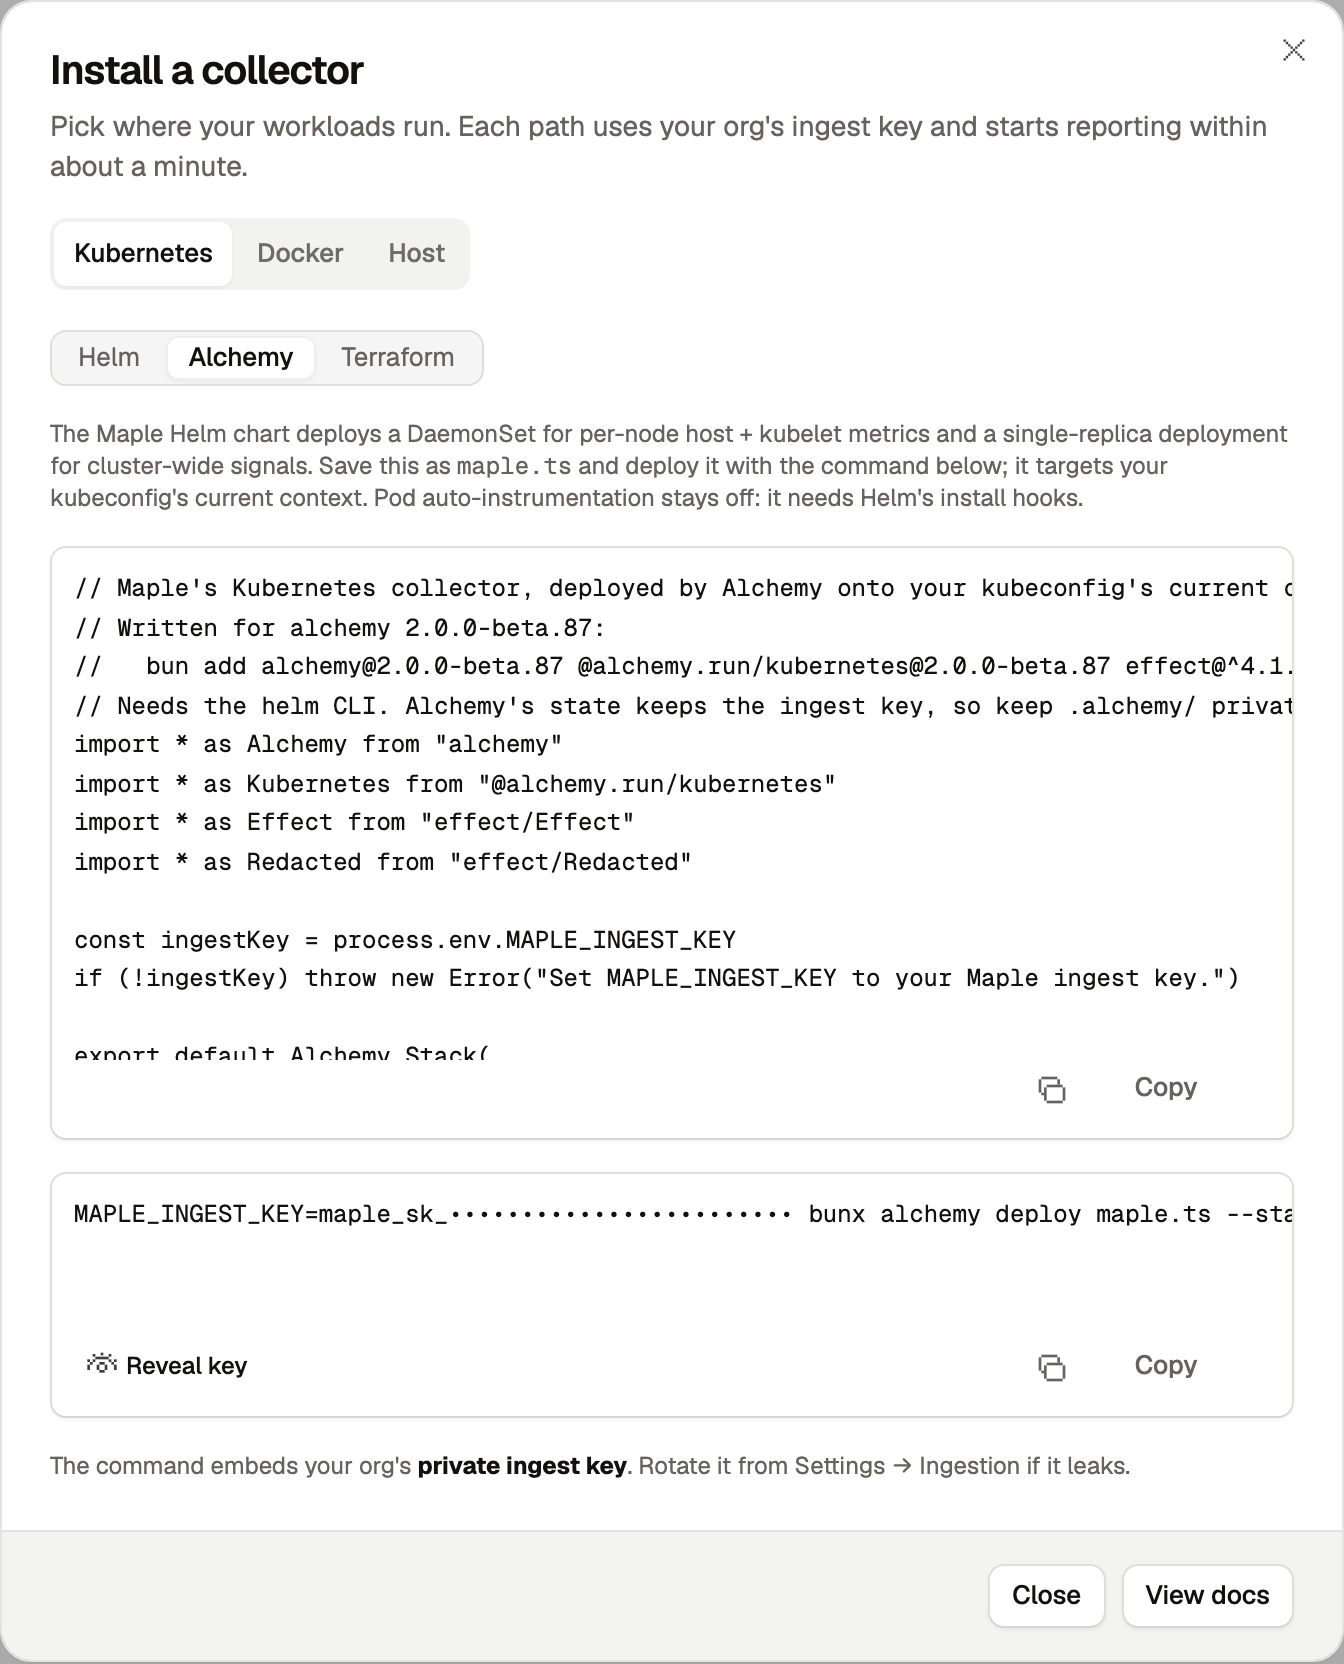 Install a collector
Pick where your workloads run. Each path uses your org's ingest key and starts reporting within
about a minute.
Kubernetes Docker Host
Helm Alchemy Terraform
The Maple Helm chart deploys a DaemonSet for per-node host + kubelet metrics and a single-replica deployment
for cluster-wide signals. Save this as maple.ts and deploy it with the command below; it targets your
kubeconfig's current context. Pod auto-instrumentation stays off: it needs Helm's install hooks.
// Maple's Kubernetes collector, deployed by Alchemy onto your kubeconfig's current c
// Written for alchemy 2.0.0-beta.87:
//   bun add alchemy@2.0.0-beta.87 @alchemy.run/kubernetes@2.0.0-beta.87 effect@^4.1.
// Needs the helm CLI. Alchemy's state keeps the ingest key, so keep .alchemy/ privat
import * as Alchemy from "alchemy"
import * as Kubernetes from "@alchemy.run/kubernetes"
import * as Effect from "effect/Effect"
import * as Redacted from "effect/Redacted"
const ingestKey = process.env.MAPLE_INGEST_KEY
if (!ingestKey) throw new Error("Set MAPLE_INGEST_KEY to your Maple ingest key.")
export default Alchemy Stack(
Copy
MAPLE_INGEST_KEY=maple_sk_•••••••••••••••••••••••• bunx alchemy deploy maple.ts --sta
Reveal key Copy
The command embeds your org's private ingest key. Rotate it from Settings → Ingestion if it leaks.
Close View docs